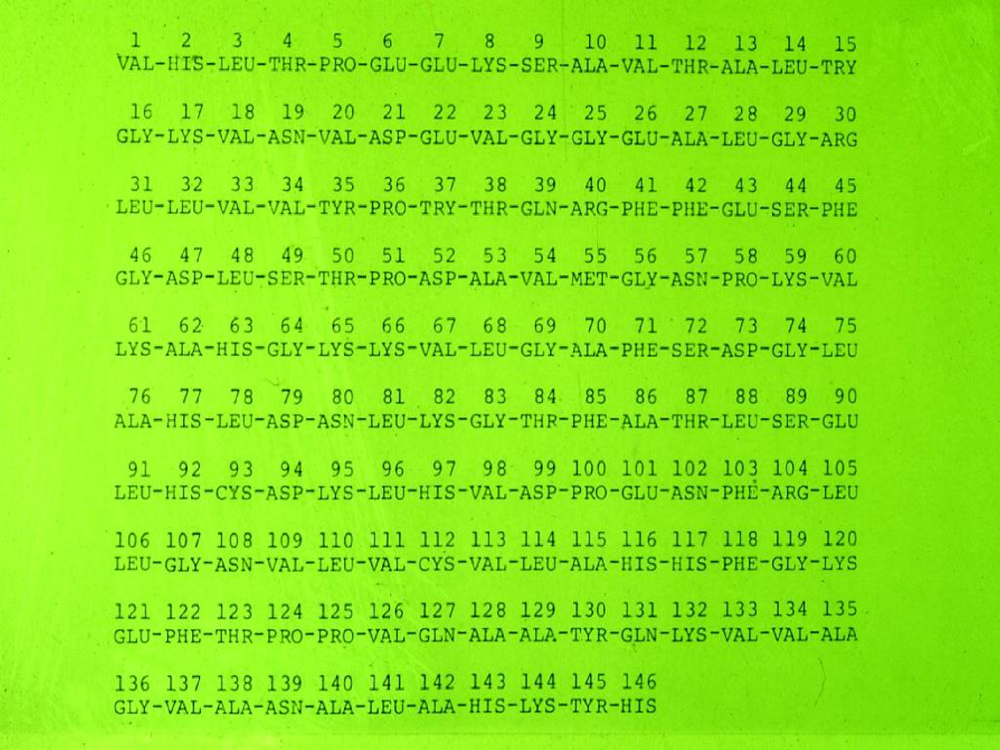 1 2 3 4 5 6 7 8 9 10 11 12 13 14 15
VAL-HIS-LEU-THR-PRO-GLU-GLU-LYS-SER-ALA-VAL-THR-ALA-LEU-TRY
16 17 18 19 20 21 22 23 24 25 26 27 28 29 30
GLY-LYS-VAL-ASN-VAL-ASP-GLU-VAL-GLY-GLY-GLU-ALA-LEU-GLY-ARG
31 32 33 34 35 36 37 38 39 40 41 42 43 44 45
LEU-LEU-VAL-VAL-TYR-PRO-TRY-THR-GLN-ARG-PHE-PHE-GLU-SER-PHE
46 47 48 49 50 51 52 53 54 55 56 57 58 59 60
GLY-ASP-LEU-SER-THR-PRO-ASP-ALA-VAL-MET-GLY-ASN-PRO-LYS-VAL
61 62 63 64 65 66 67 68 69 70 71 72 73 74 75
LYS-ALA-HIS-GLY-LYS-LYS-VAL-LEU-GLY-ALA-PHE-SER-ASP-GLY-LEU
76 77 78 79 80 81 82 83 84 85 86 87 88 89 90
ALA-HIS-LEU-ASP-ASN-LEU-LYS-GLY-THR-PHE-ALA-THR-LEU-SER-GLU
91 92 93 94 95 96 97 98 99 100 101 102 103 104 105
LEU-HIS-CYS-ASP-LYS-LEU-HIS-VAL-ASP-PRO-GLU-ASN-PHE-ARG-LEU
106 107 108 109 110 111 112 113 114 115 116 117 118 119 120
LEU-GLY-ASN-VAL-LEU-VAL-CYS-VAL-LEU-ALA-HIS-HIS-PHE-GLY-LYS
121 122 123 124 125 126 127 128 129 130 131 132 133 134 135
GLU-PHE-THR-PRO-PRO-VAL-GLN-ALA-ALA-TYR-GLN-LYS-VAL-VAL-ALA
136 137 138 139 140 141 142 143 144 145 146
GLY-VAL-ALA-ASN-ALA-LEU-ALA-HIS-LYS-TYR-HIS